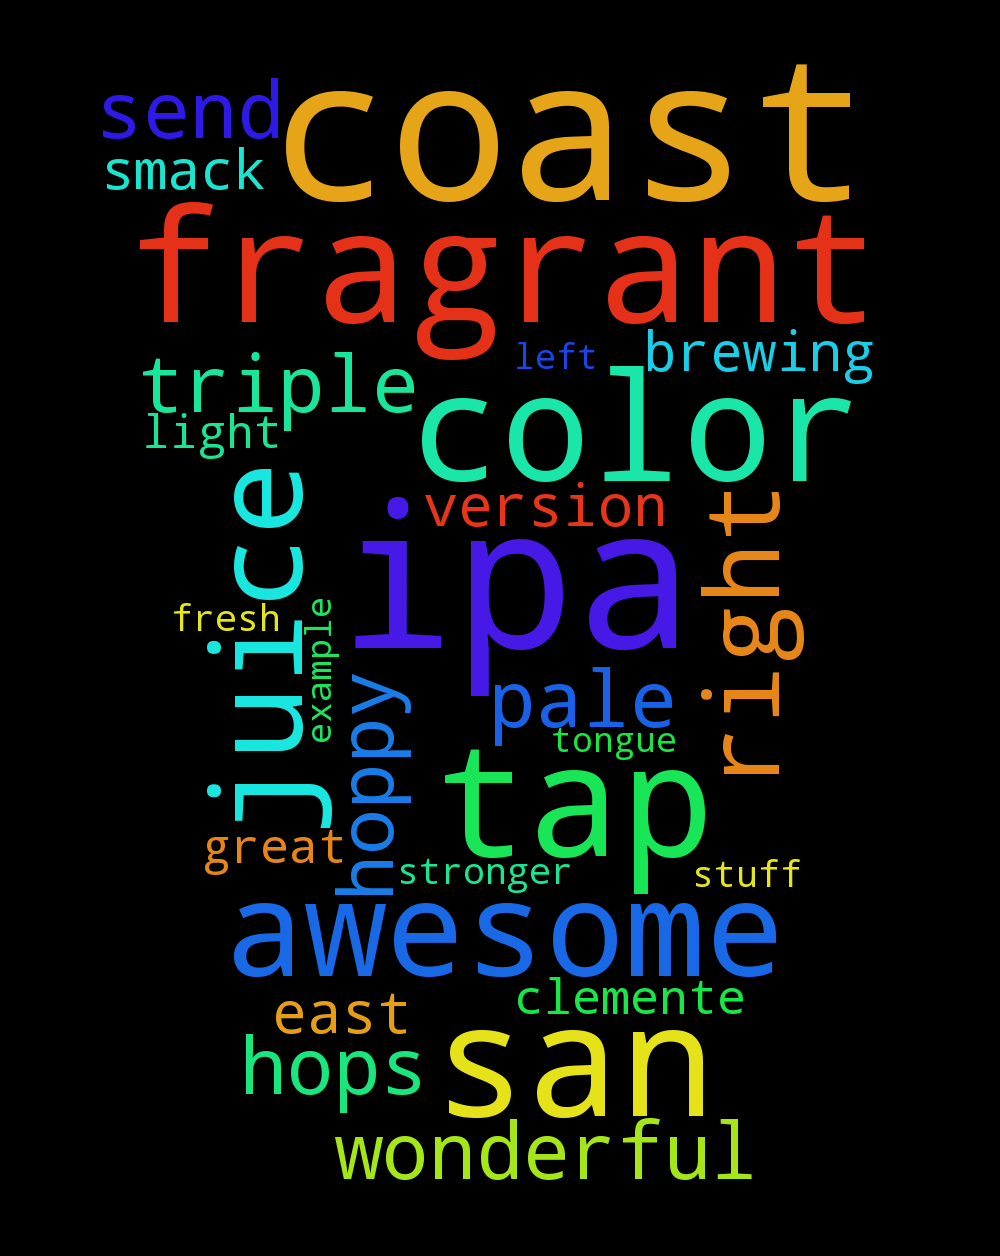 send
coast
smack
fragrant
left
brewing
triple
color
light
version
juice
ipa
right
fresh
example
hoppy
pale
tongue
tap
great
stronger
stuff
awesome
clemente
east
san
hops
wonderful